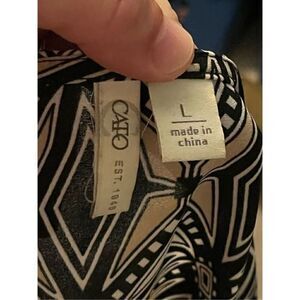 CATO
EST. 1946
L
made in
china